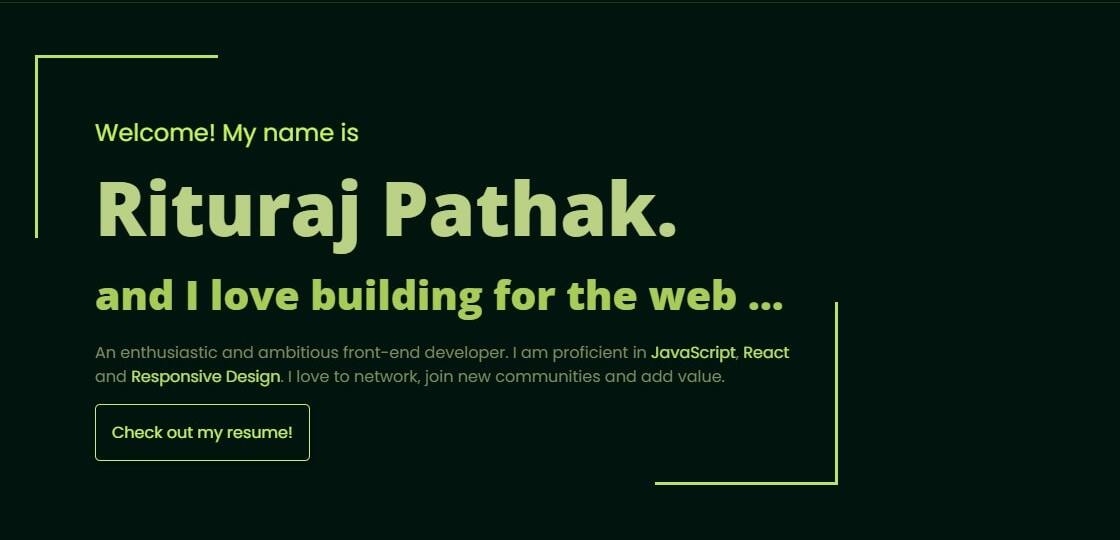 Welcome! My name is
Rituraj Pathak.
and I love building for the web ...
An enthusiastic and ambitious front-end developer. I am proficient in JavaScript, React
and Responsive Design. I love to network, join new communities and add value.
Check out my resume!